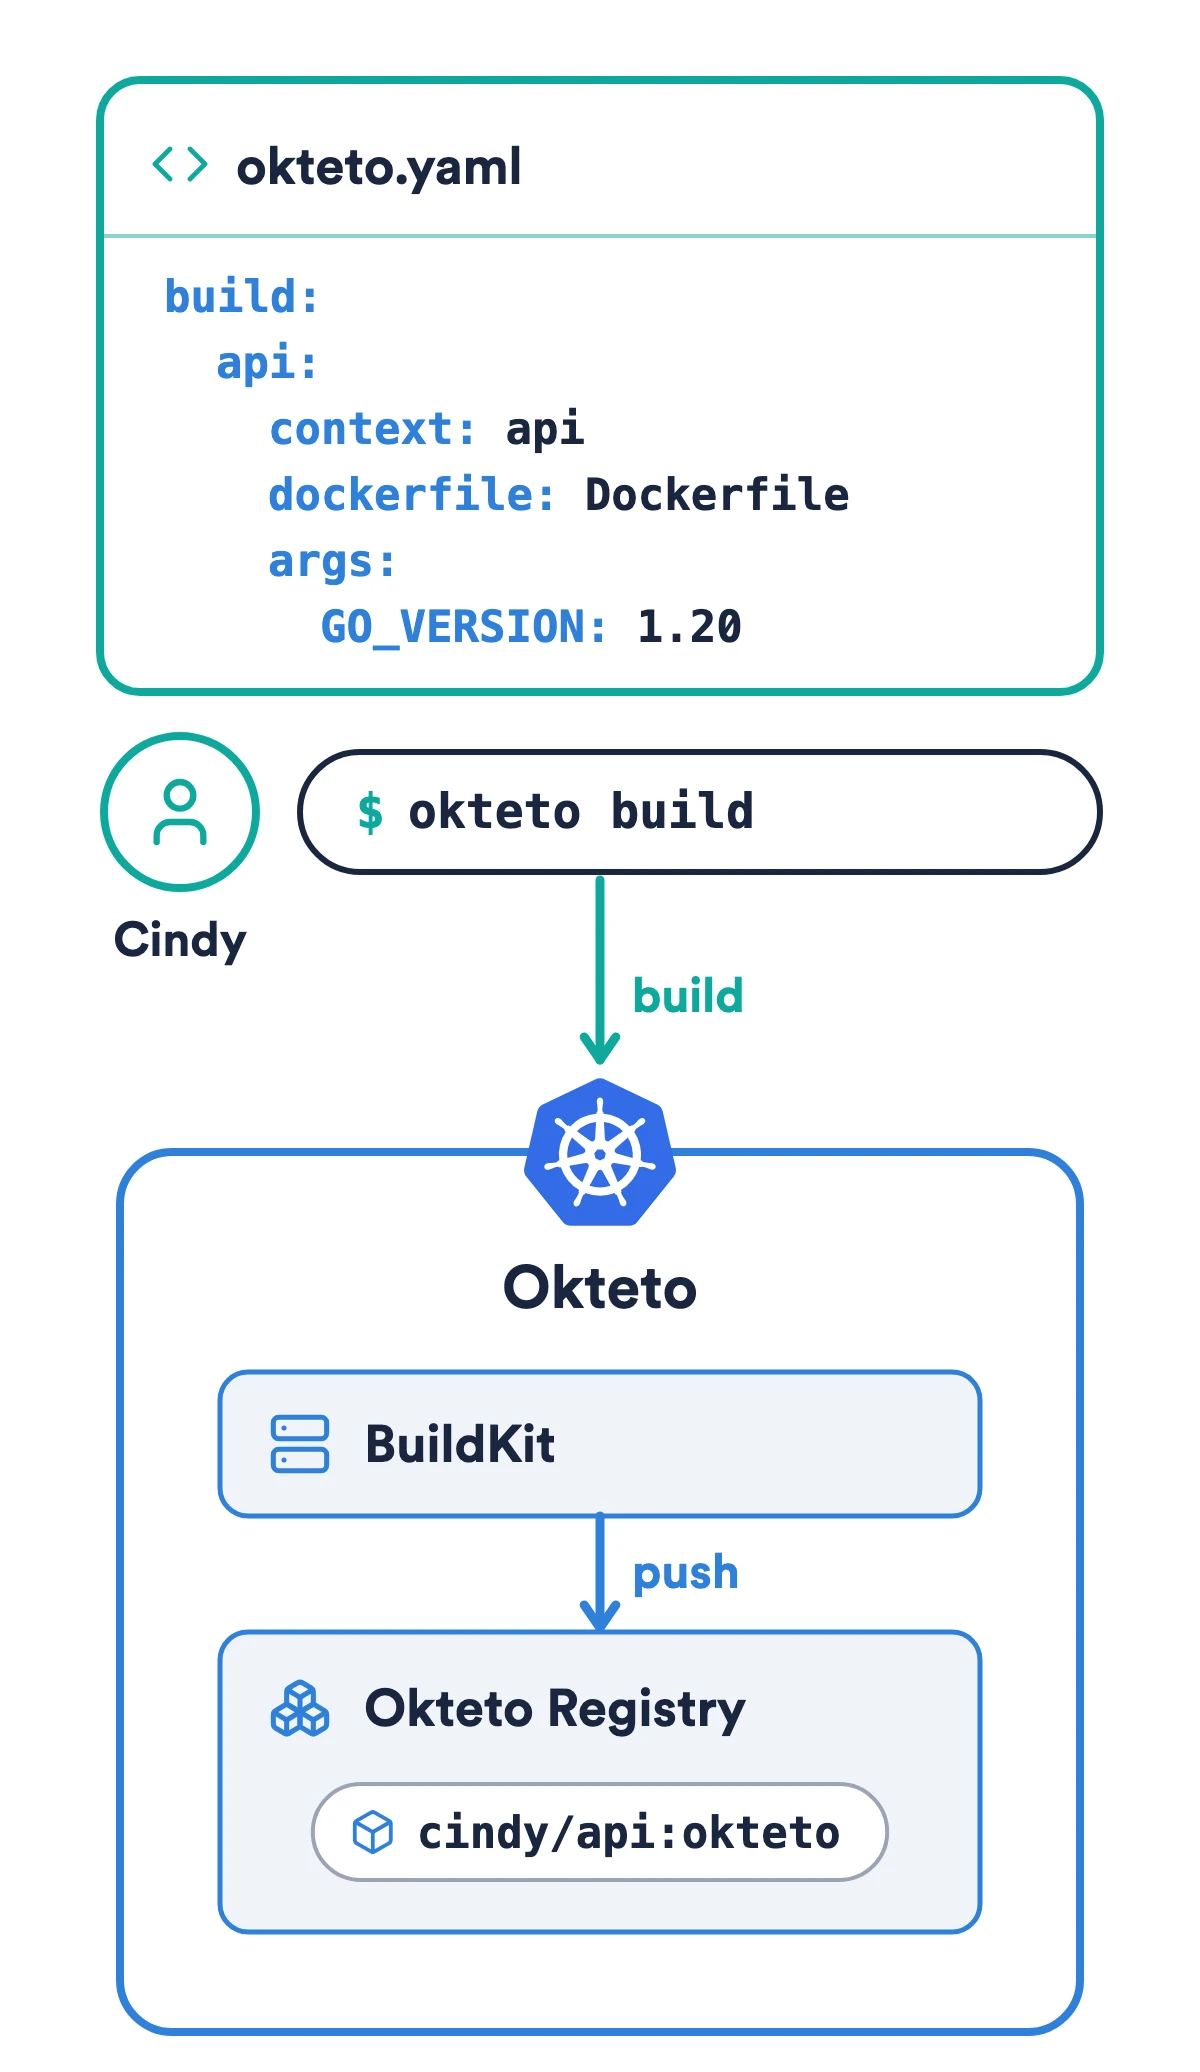 okteto.yaml
build:
api:
context: api
dockerfile: Dockerfile
args:
GO_VERSION: 1.20
$ okteto build
Cindy
build
Okteto
BuildKit
push
Okteto Registry
cindy/api:okteto